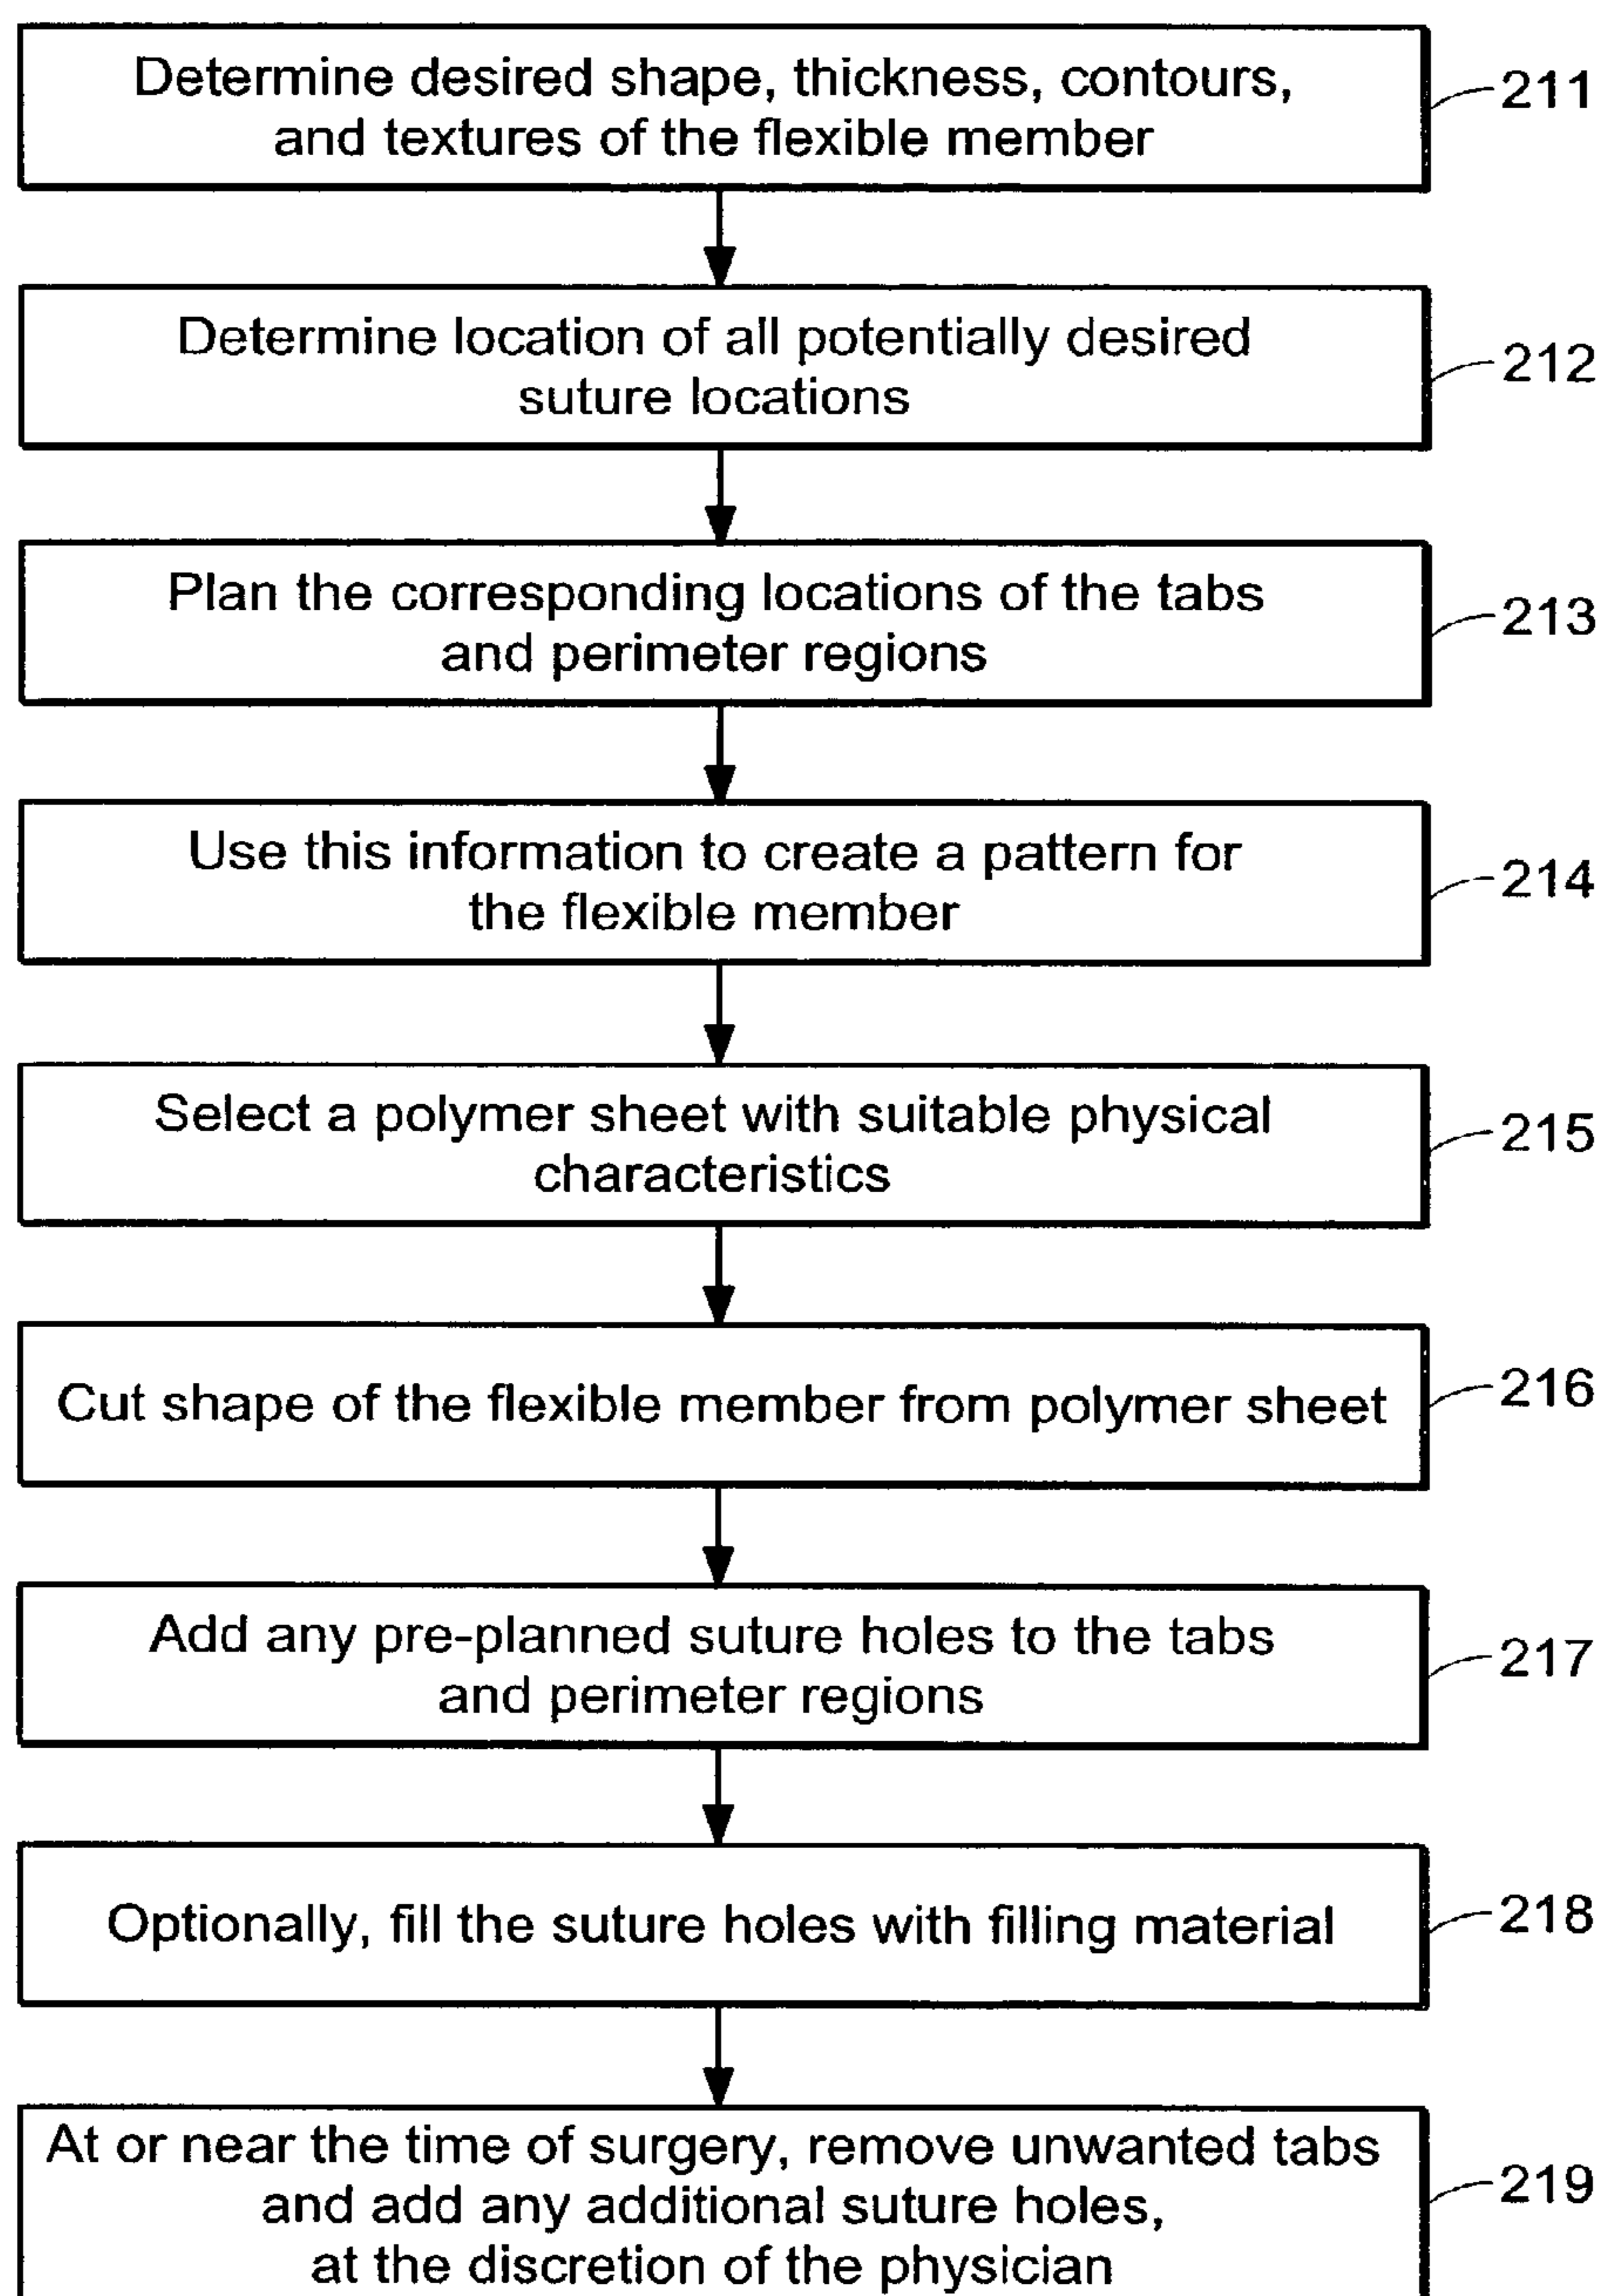 Determine desired shape, thickness, contours,
and textures of the flexible member
211
Determine location of all potentially desired
suture locations
212
Plan the corresponding locations of the tabs
and perimeter regions
213
Use this information to create a pattern for
the flexible member
214
Select a polymer sheet with suitable physical
characteristics
215
Cut shape of the flexible member from polymer sheet
216
Add any pre-planned suture holes to the tabs
and perimeter regions
217
Optionally, fill the suture holes with filling material
218
At or near the time of surgery, remove unwanted tabs
and add any additional suture holes,
at the discretion of the physician
219